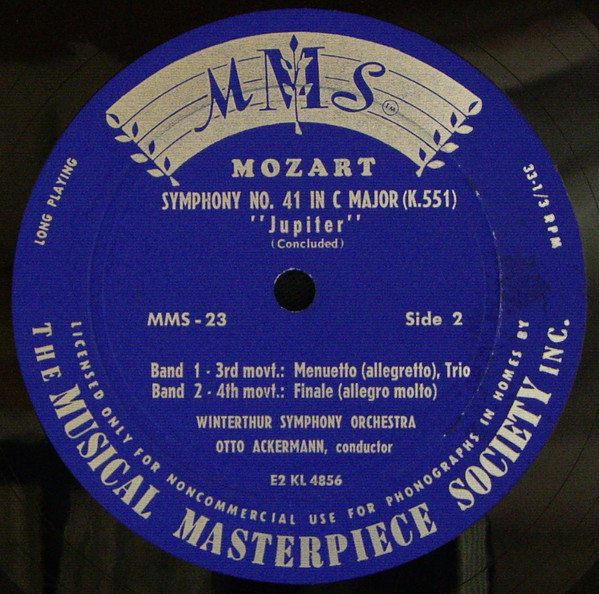 MMS
MOZART
SYMPHONY NO. 41 IN C MAJOR (K.551)
"Jupiter"
(Concluded)
LONG PLAYING
33-1/3 RPM
MMS - 23
Side 2
Band 1 - 3rd movt.: Menuetto (allegretto), Trio
Band 2 - 4th movt.: Finale (allegro molto)
WINTERTHUR SYMPHONY ORCHESTRA
OTTO ACKERMANN, conductor
E2 KL 4856
LICENSED ONLY FOR NONCOMMERCIAL USE FOR PHONOGRAPHS IN HOMES BY
THE MUSICAL MASTERPIECE SOCIETY INC.